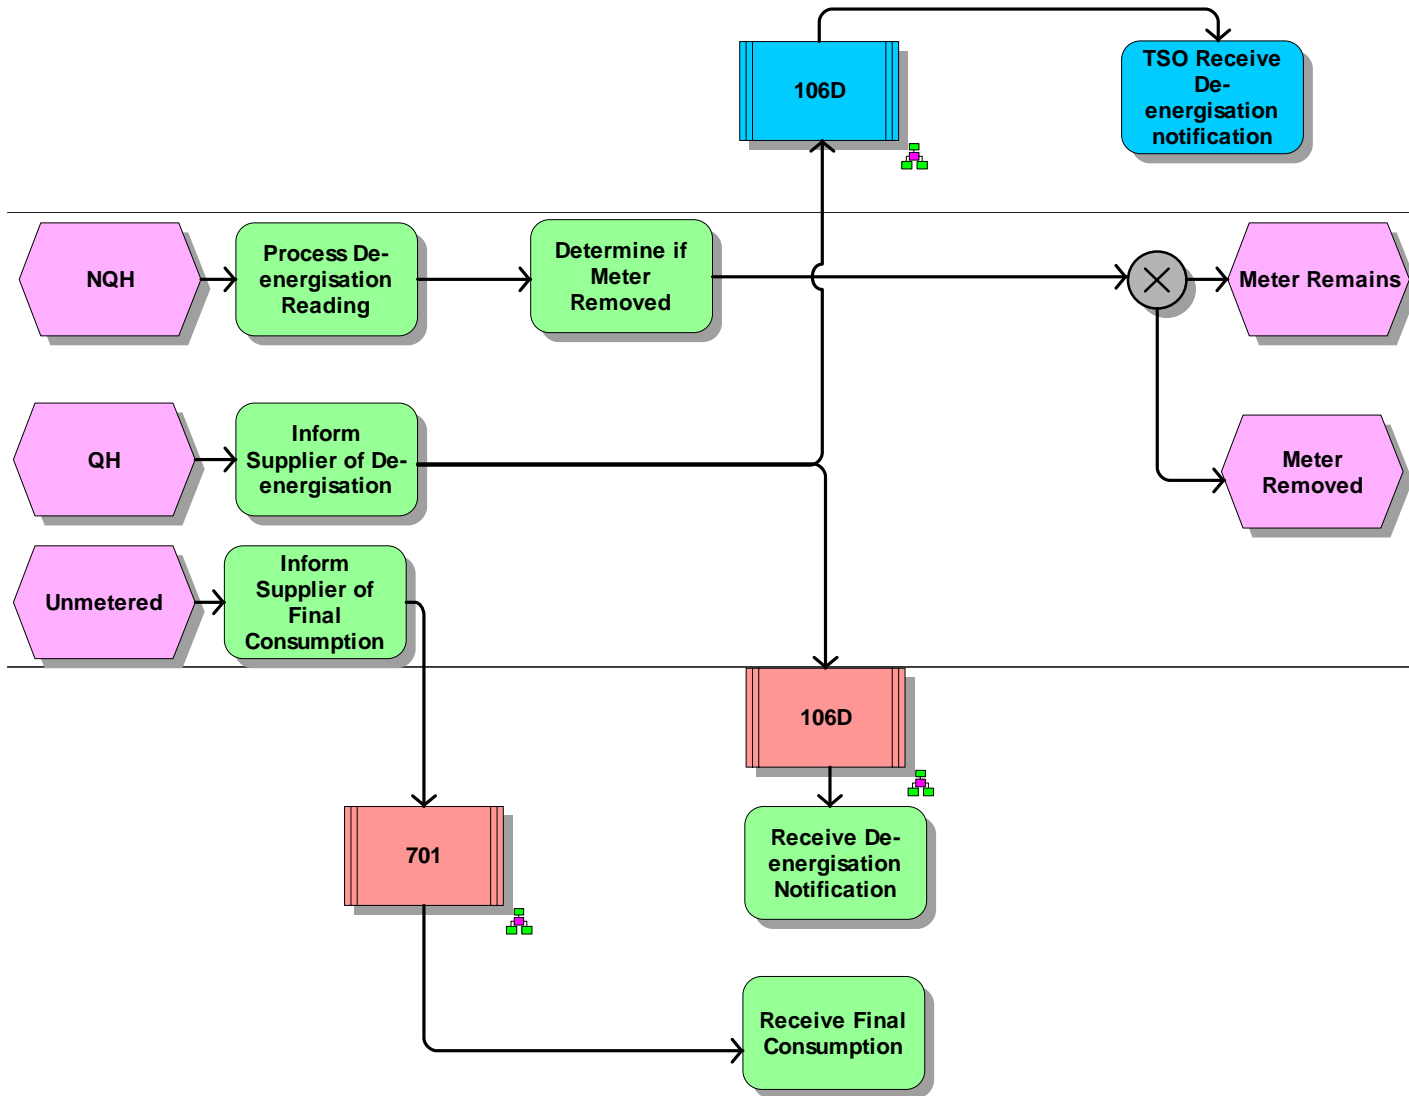 106D
TSO Receive
De-
energisation
notification
NQH
Process De-
energisation
Reading
Determine if
Meter
Removed
Meter Remains
QH
Inform
Supplier of De-
energisation
Meter
Removed
Unmetered
Inform
Supplier of
Final
Consumption
106D
701
Receive De-
energisation
Notification
Receive Final
Consumption